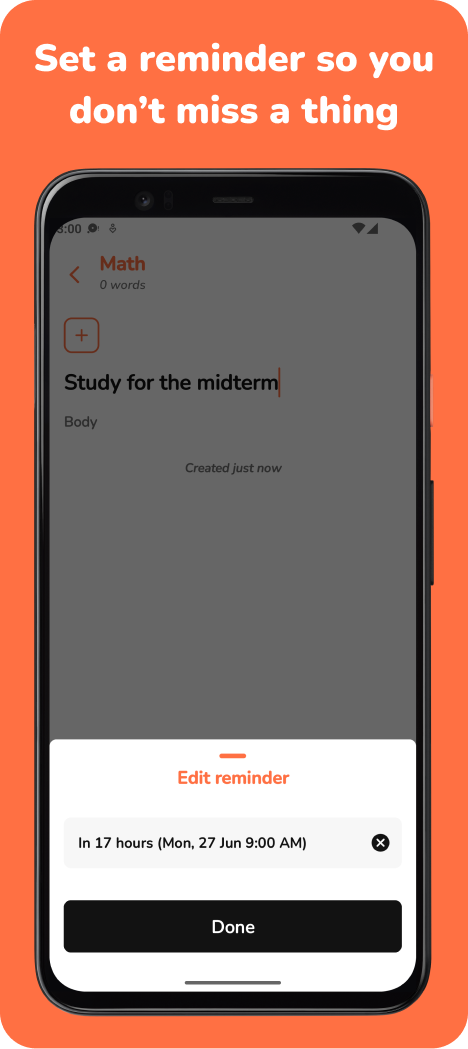 Set a reminder so you
don’t miss a thing
3:00
Math
0 words
Study for the midterm
Body
Created just now
Edit reminder
In 17 hours (Mon, 27 Jun 9:00 AM)
Done